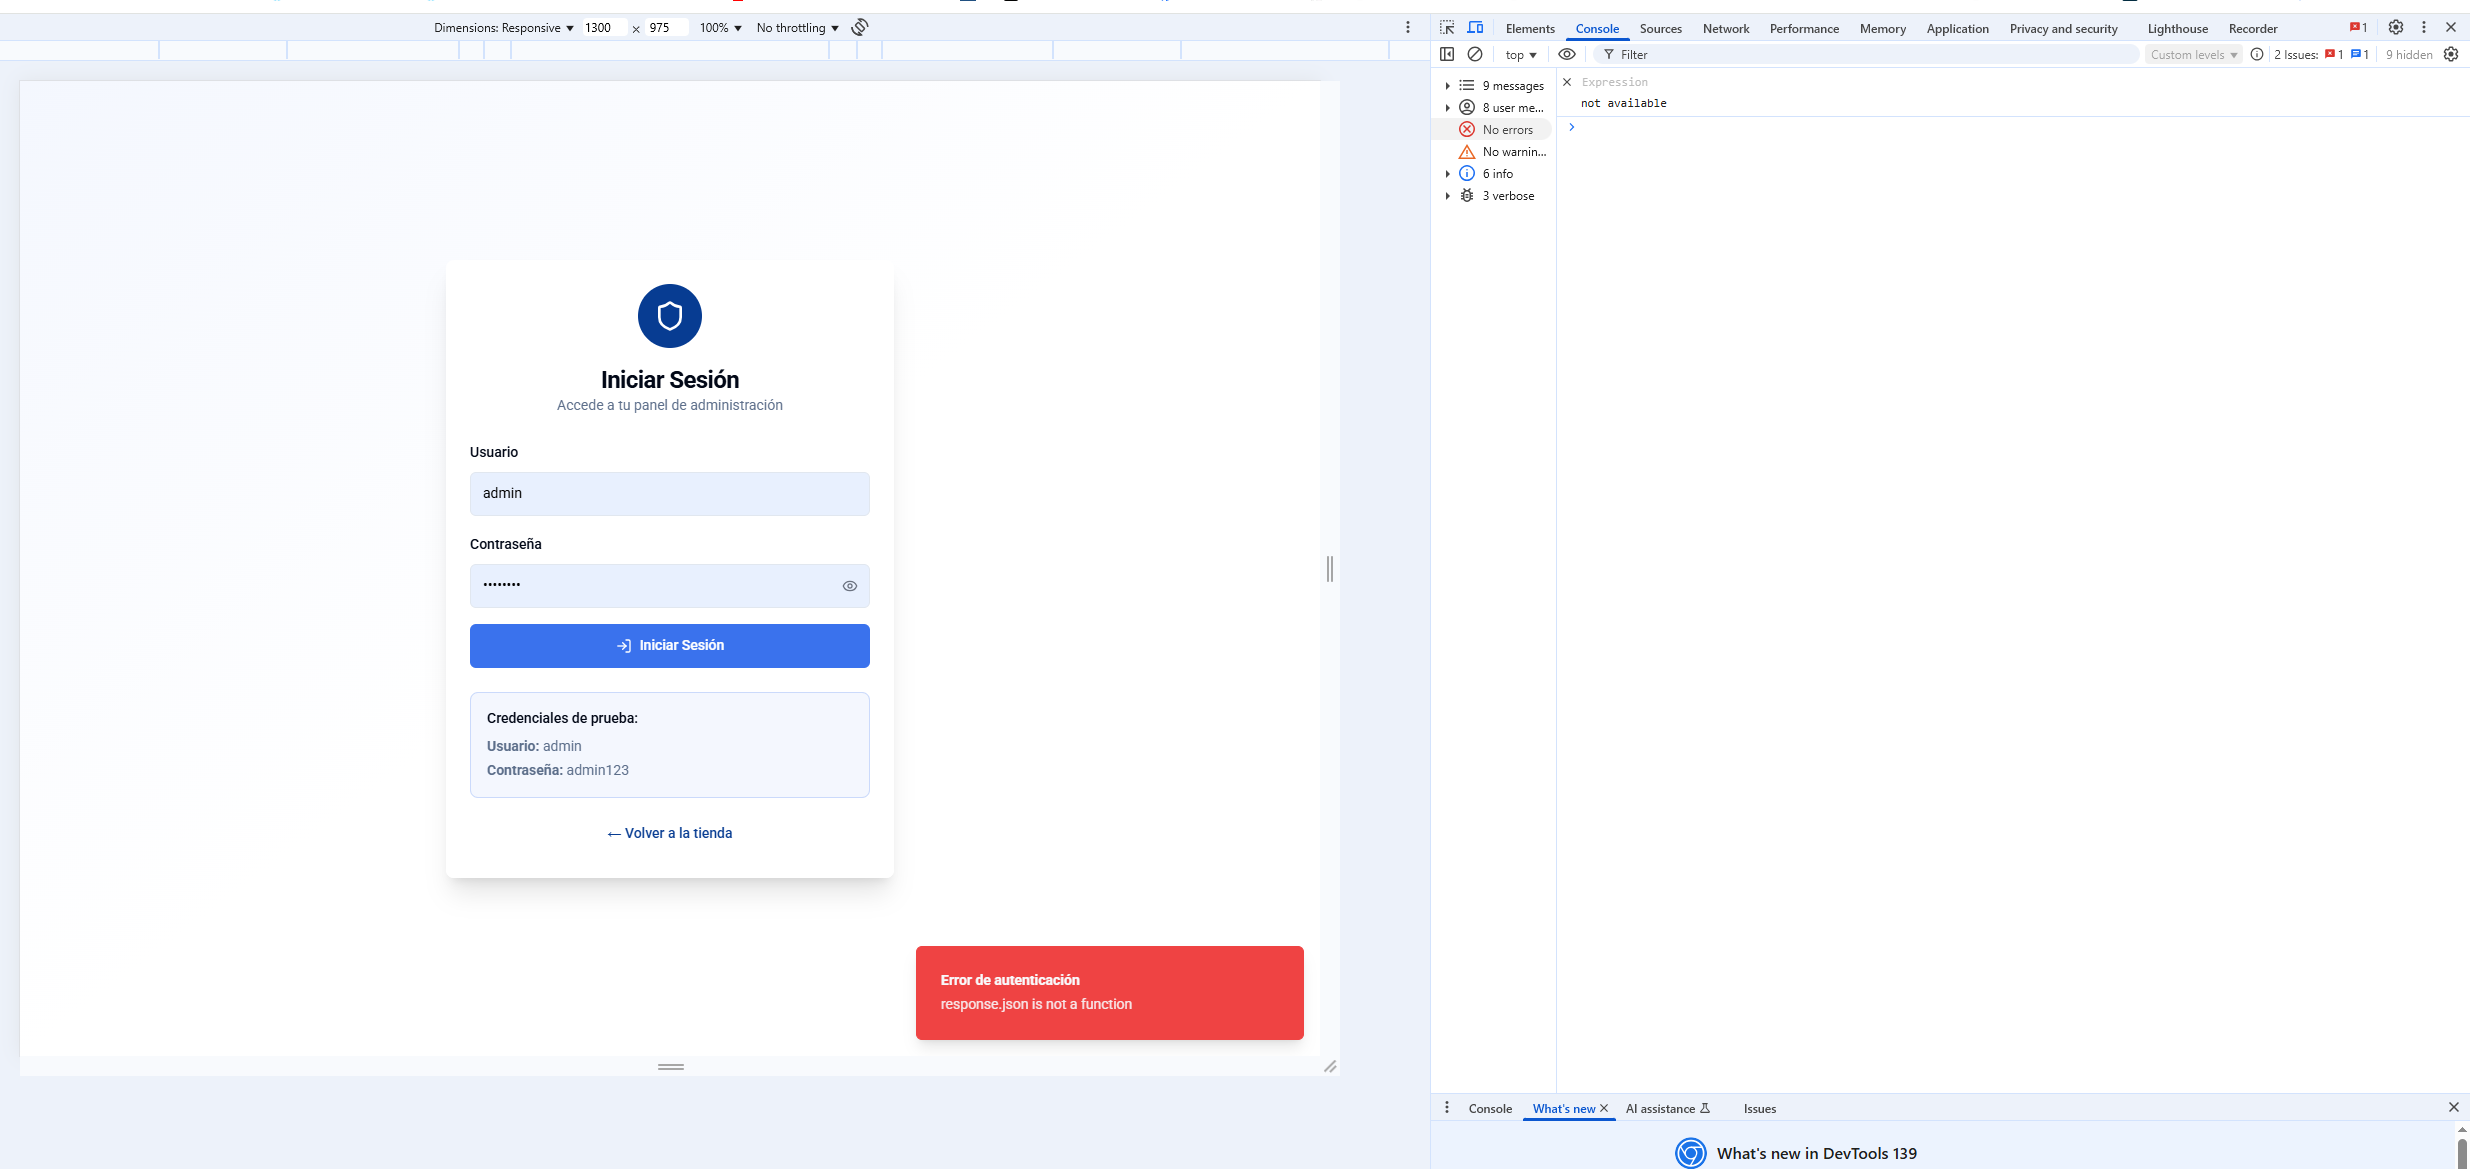 Dimensions: Responsive ▼ 1300 × 975 100% ▼ No throttling ▼
Elements Console Sources Network Performance Memory Application Privacy and security Lighthouse Recorder 1
top ▼ Filter Custom levels ▼ 2 Issues: 1 1 9 hidden
9 messages
8 user me...
No errors
No warnin...
6 info
3 verbose
Expression
not available
Iniciar Sesión
Accede a tu panel de administración
Usuario
admin
Contraseña
••••••••
Iniciar Sesión
Credenciales de prueba:
Usuario: admin
Contraseña: admin123
← Volver a la tienda
Error de autenticación
response.json is not a function
Console What's new AI assistance Issues
What's new in DevTools 139